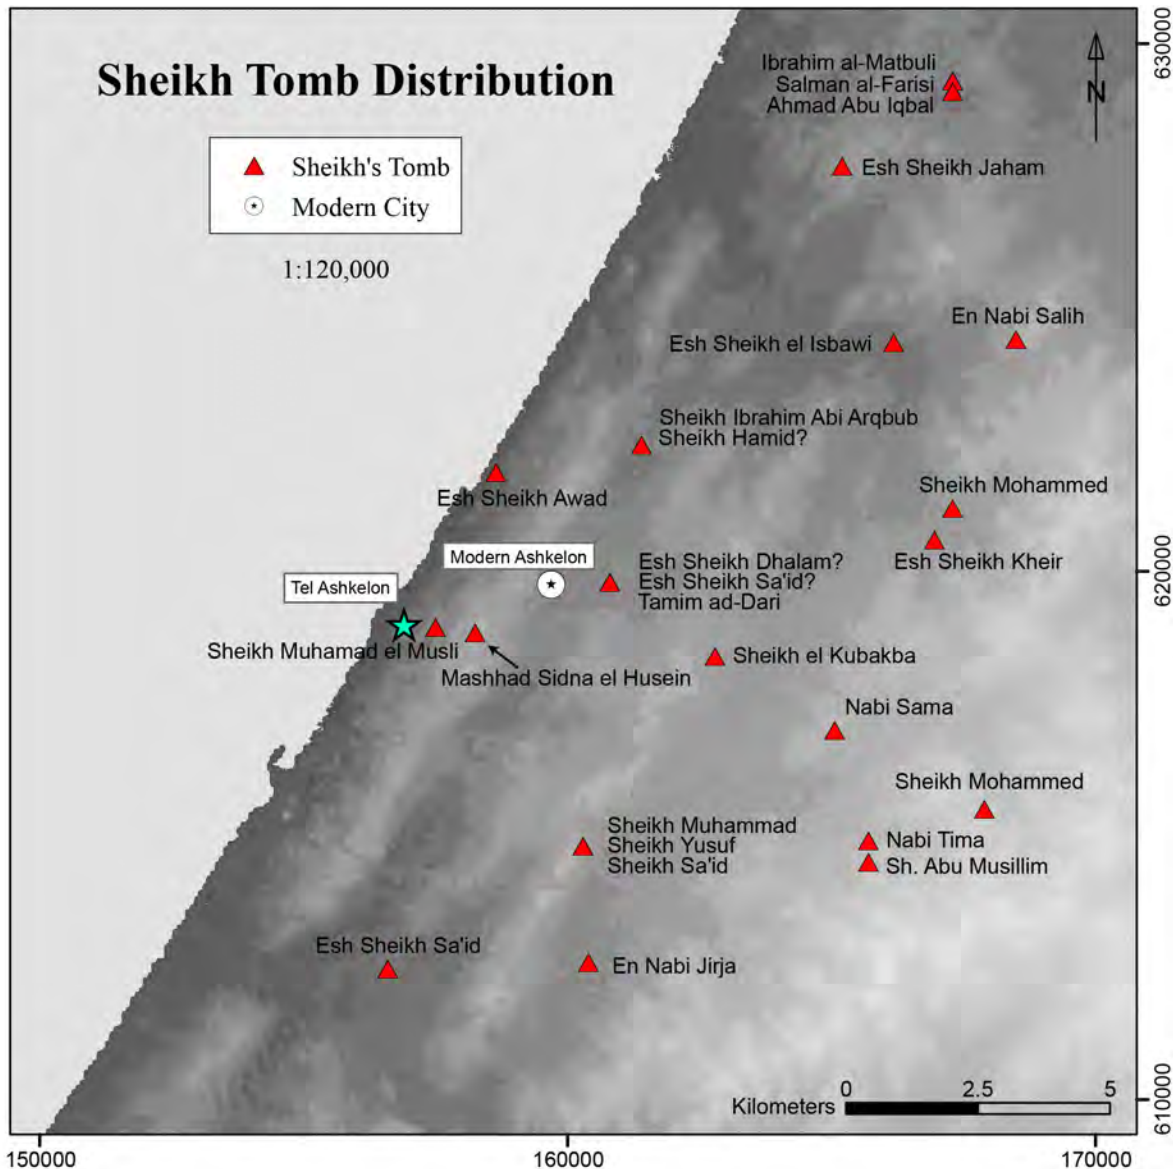 Sheikh Tomb Distribution
Sheikh's Tomb
Modern City
1:120,000
Ibrahim al-Matbuli
Salman al-Farisi
Ahmad Abu Iqbal
N
630000
Esh Sheikh Jaham
En Nabi Salih
Esh Sheikh el Isbawi
Sheikh Ibrahim Abi Arqbub
Sheikh Hamid?
Esh Sheikh Awad
Sheikh Mohammed
Esh Sheikh Kheir
Modern Ashkelon
Esh Sheikh Dhalam?
Esh Sheikh Sa'id?
Tamim ad-Dari
620000
Tel Ashkelon
Sheikh Muhamad el Musli
Mashhad Sidna el Husein
Sheikh el Kubakba
Nabi Sama
Sheikh Mohammed
Sheikh Muhammad
Sheikh Yusuf
Sheikh Sa'id
Nabi Tima
Sh. Abu Musillim
Esh Sheikh Sa'id
En Nabi Jirja
0 2.5 5
Kilometers
610000
150000 160000 170000